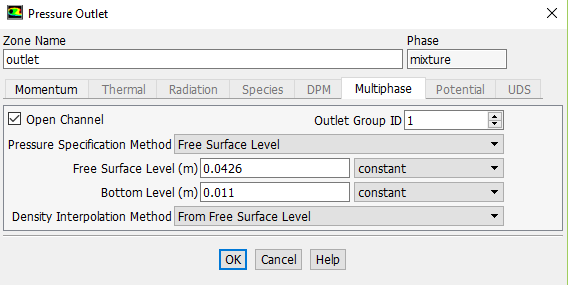 Pressure Outlet
Zone Name Phase
outlet mixture
Momentum Thermal Radiation Species DPM Multiphase Potential UDS
Open Channel Outlet Group ID 1
Pressure Specification Method Free Surface Level
Free Surface Level (m) 0.0426 constant
Bottom Level (m) 0.011 constant
Density Interpolation Method From Free Surface Level
OK Cancel Help